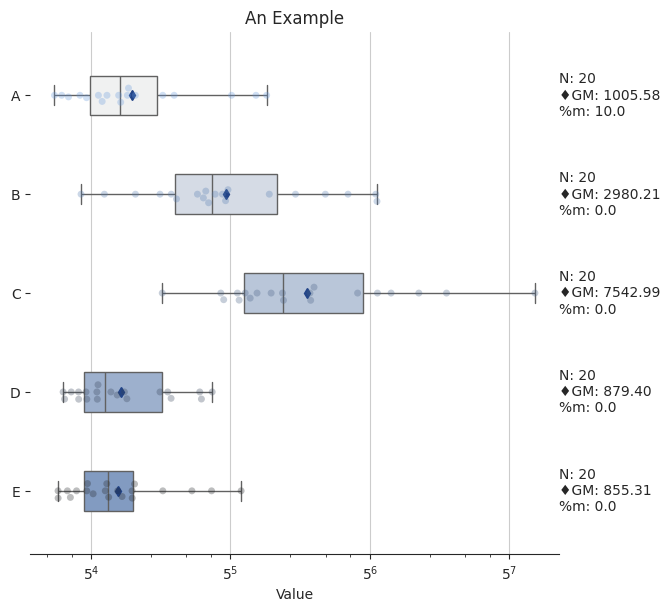 An Example
A
N: 20
♦GM: 1005.58
%m: 10.0
B
N: 20
♦GM: 2980.21
%m: 0.0
C
N: 20
♦GM: 7542.99
%m: 0.0
D
N: 20
♦GM: 879.40
%m: 0.0
E
N: 20
♦GM: 855.31
%m: 0.0
5⁴ 5⁵ 5⁶ 5⁷
Value